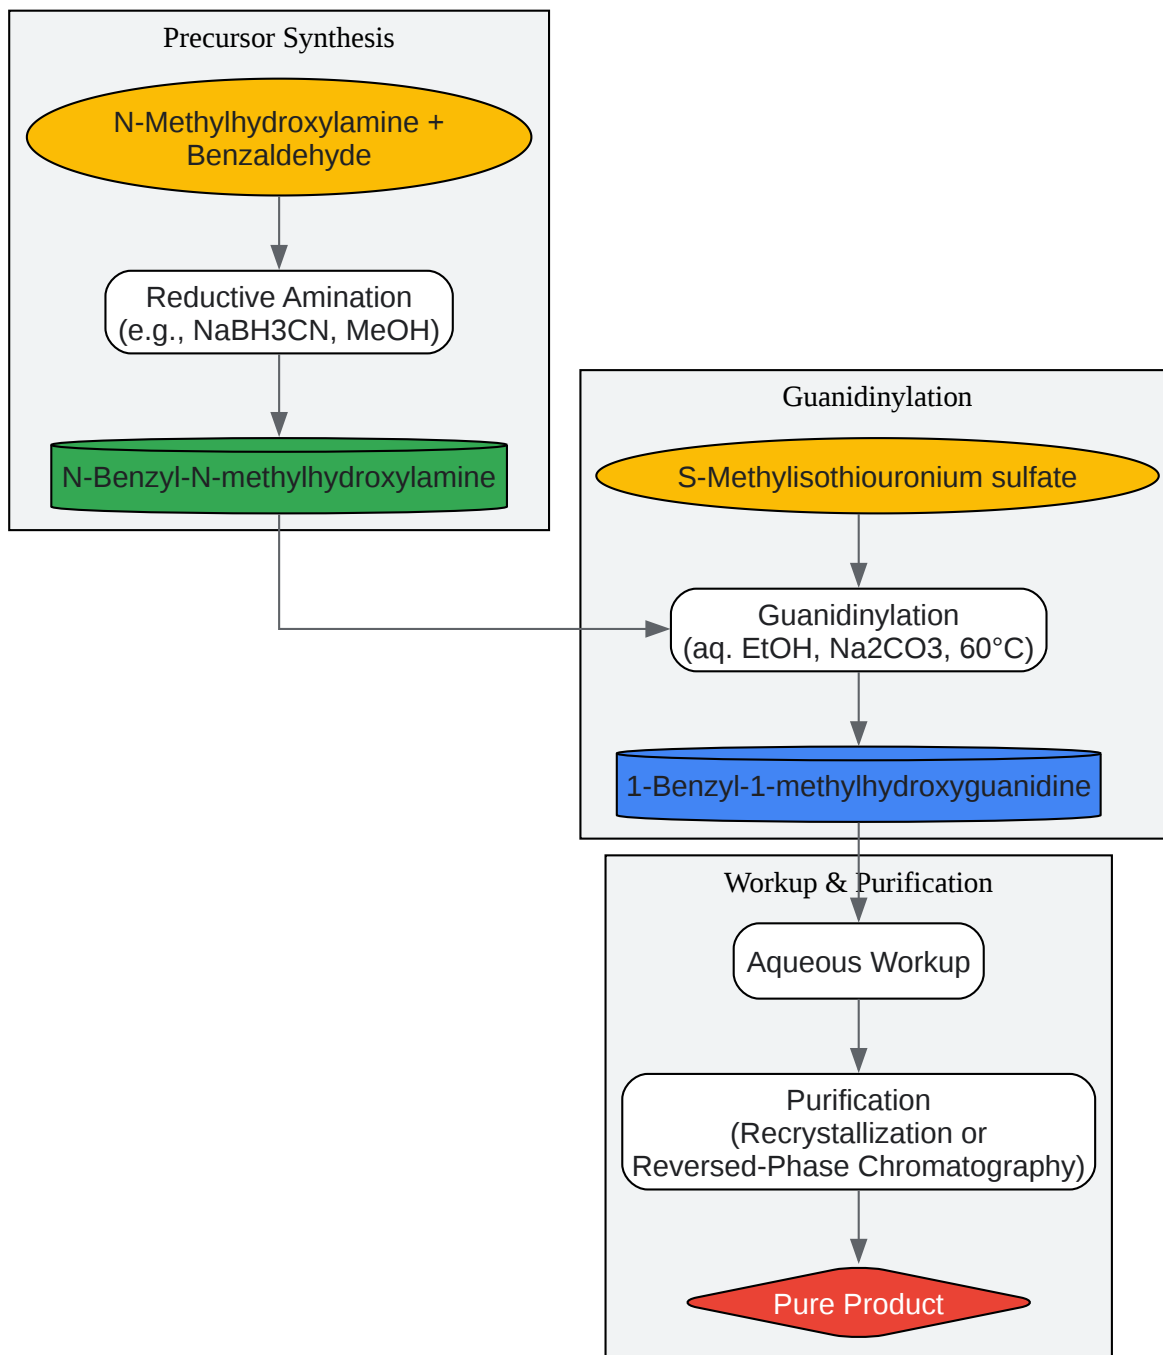 Precursor Synthesis
N-Methylhydroxylamine +
Benzaldehyde
Reductive Amination
(e.g., NaBH3CN, MeOH)
N-Benzyl-N-methylhydroxylamine
Guanidinylation
S-Methylisothiouronium sulfate
Guanidinylation
(aq. EtOH, Na2CO3, 60°C)
1-Benzyl-1-methylhydroxyguanidine
Workup & Purification
Aqueous Workup
Purification
(Recrystallization or
Reversed-Phase Chromatography)
Pure Product